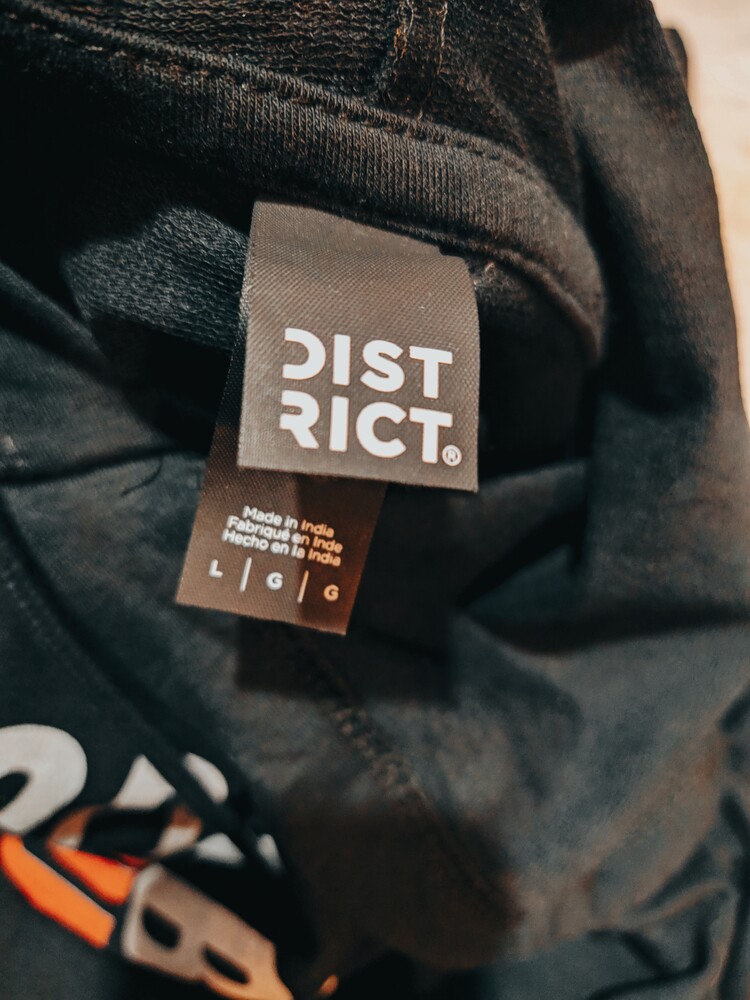 DIST
RICT®
Made in India
Fabriqué en Inde
Hecho en la India
L | G | G